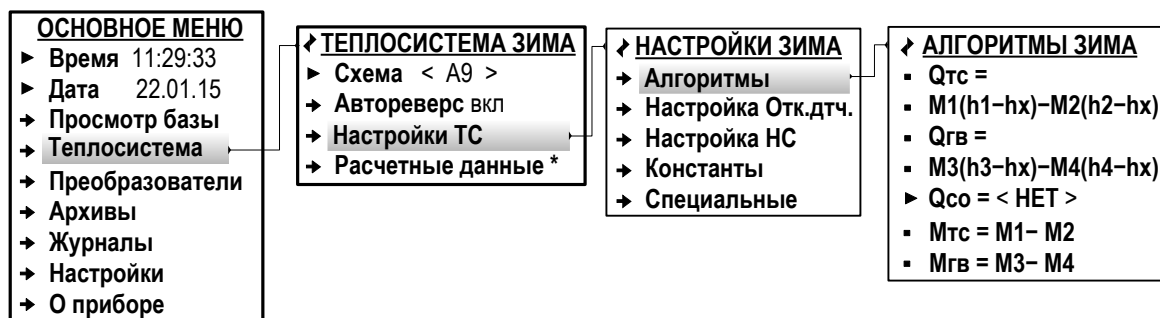 ОСНОВНОЕ МЕНЮ
Время 11:29:33
Дата 22.01.15
Просмотр базы
Теплосистема
Преобразователи
Архивы
Журналы
Настройки
О приборе
ТЕПЛОСИСТЕМА ЗИМА
Схема < А9 >
Автореверс вкл
Настройки ТС
Расчетные данные *
НАСТРОЙКИ ЗИМА
Алгоритмы
Настройка Отк.дтч.
Настройка НС
Константы
Специальные
АЛГОРИТМЫ ЗИМА
Qтс =
M1(h1−hx)−M2(h2−hx)
Qгв =
M3(h3−hx)−M4(h4−hx)
Qсо = < НЕТ >
Mтс = M1− M2
Mгв = M3− M4